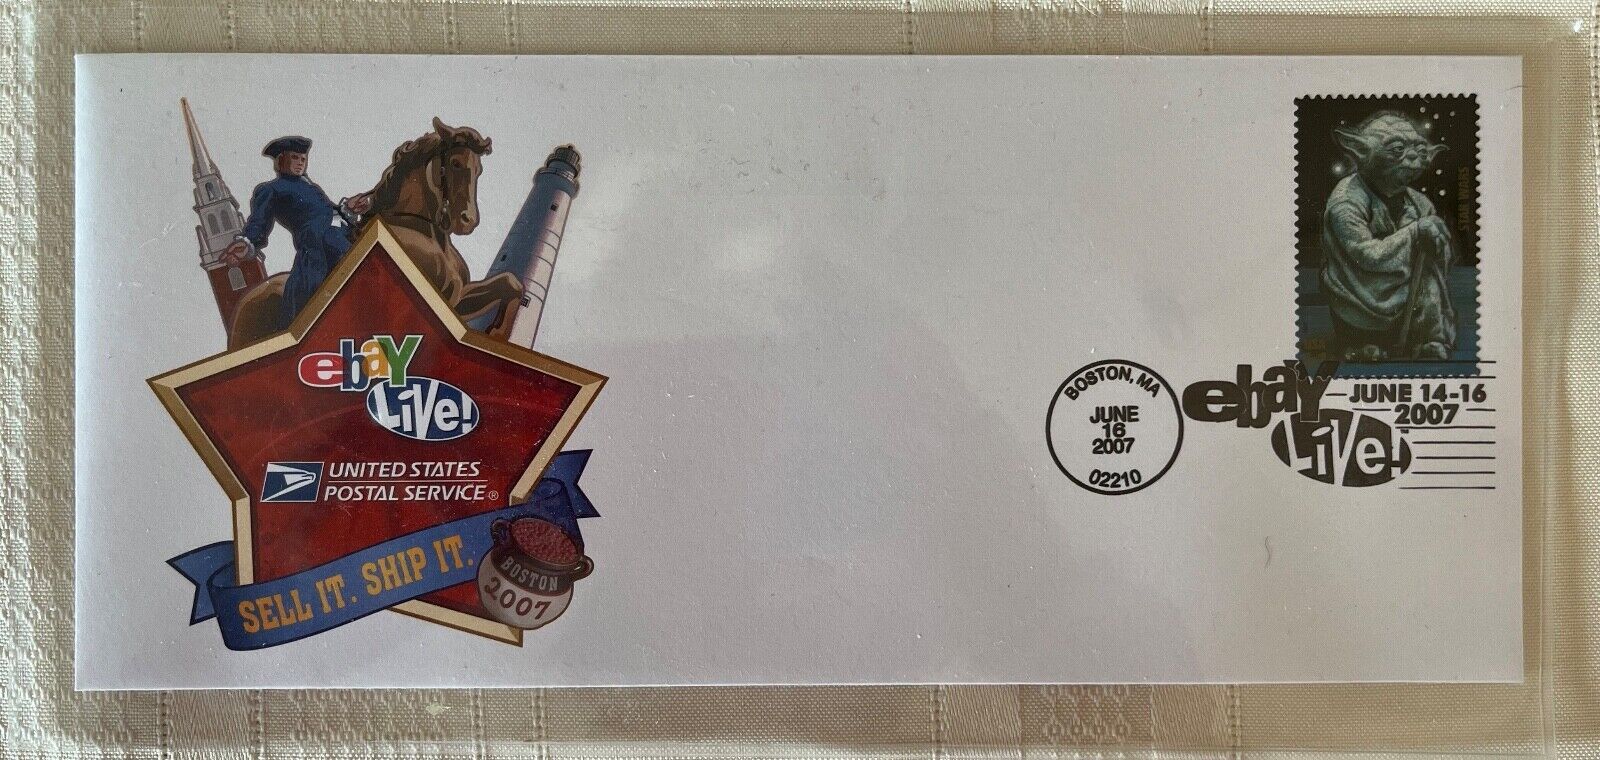 ebay
Live!
UNITED STATES
POSTAL SERVICE®
SELL IT. SHIP IT.
BOSTON
2007
STAR WARS
BOSTON, MA
JUNE
16
2007
02210
ebay
Live!™
JUNE 14-16
2007